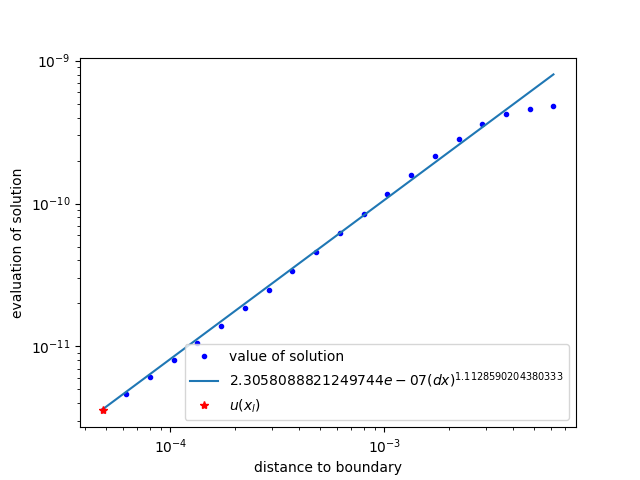 10⁻⁹
10⁻¹⁰
10⁻¹¹
evaluation of solution
value of solution
2.3058088821249744e − 07(dx)^1.1128590204380333
u(x_l)
10⁻⁴
10⁻³
distance to boundary